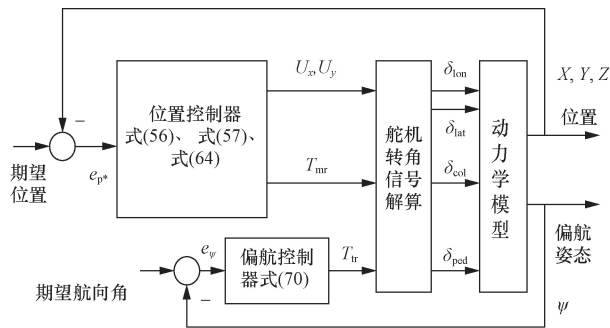 U_x, U_y
δ_lon
X, Y, Z
−
位置控制器
式(56)、式(57)、
式(64)
舵机
转角
信号
解算
δ_lat
动
力
学
模
型
位置
期望
位置
e_p*
T_mr
δ_col
e_ψ
偏航控制
器式(70)
T_tr
δ_ped
偏航
姿态
期望航向角
−
ψ